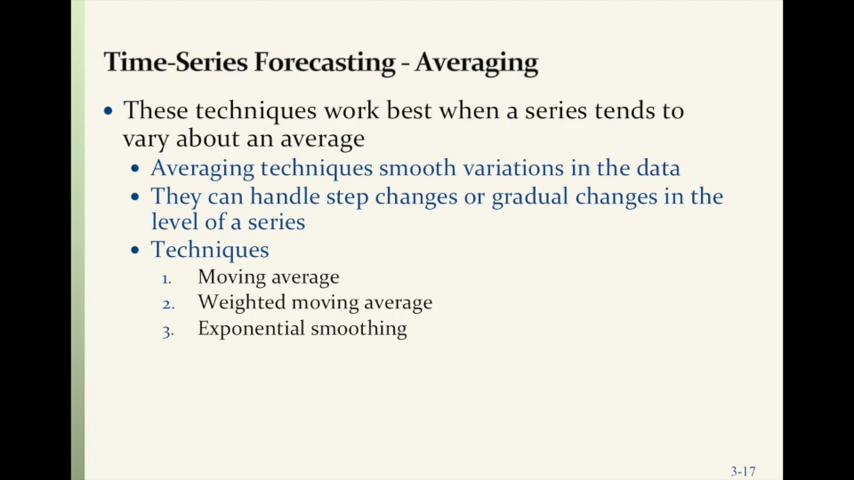 Time-Series Forecasting - Averaging
• These techniques work best when a series tends to
vary about an average
• Averaging techniques smooth variations in the data
• They can handle step changes or gradual changes in the
level of a series
• Techniques
1. Moving average
2. Weighted moving average
3. Exponential smoothing
3-17